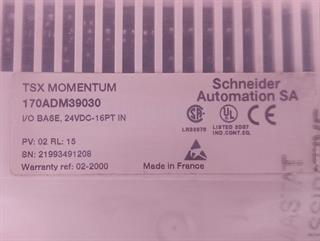 TSX MOMENTUM
170ADM39030
I/O BASE, 24VDC-16PT IN
Schneider
Automation SA
LISTED 2D87
IND.CONT.EQ.
PV: 02 RL: 15
SN: 21993491208
Warranty ref: 02-2000
Made in France